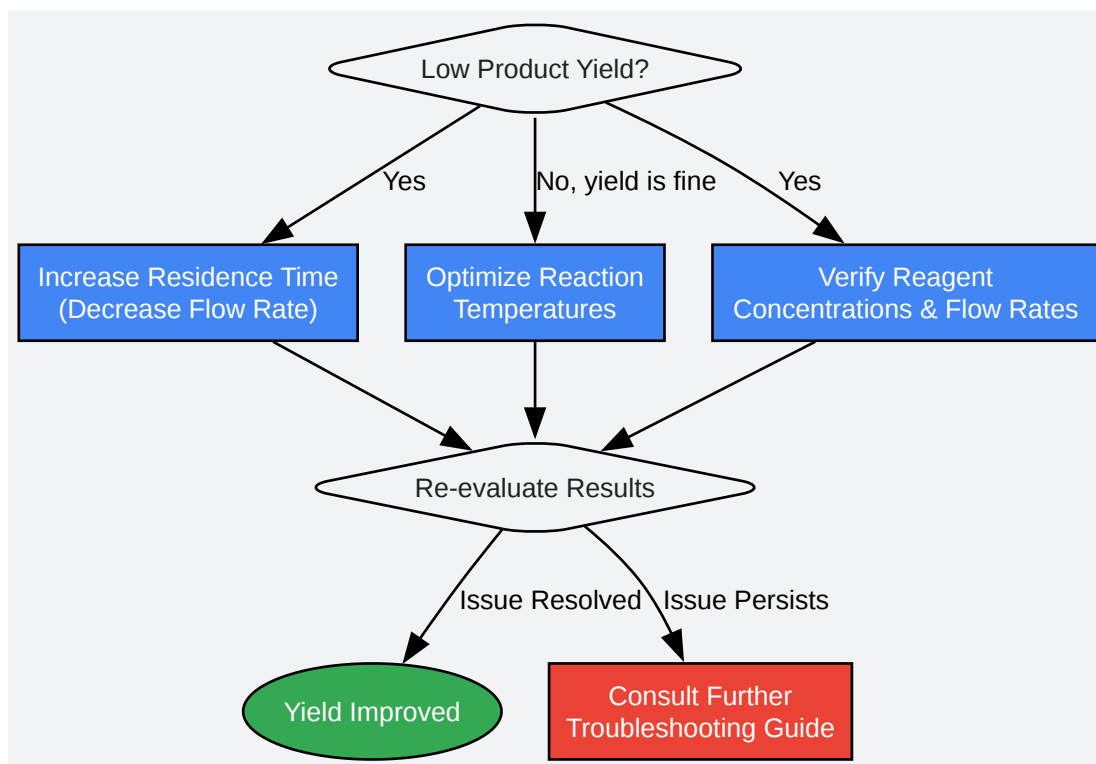 Low Product Yield?
Yes
No, yield is fine
Yes
Increase Residence Time
(Decrease Flow Rate)
Optimize Reaction
Temperatures
Verify Reagent
Concentrations & Flow Rates
Re-evaluate Results
Issue Resolved
Issue Persists
Yield Improved
Consult Further
Troubleshooting Guide